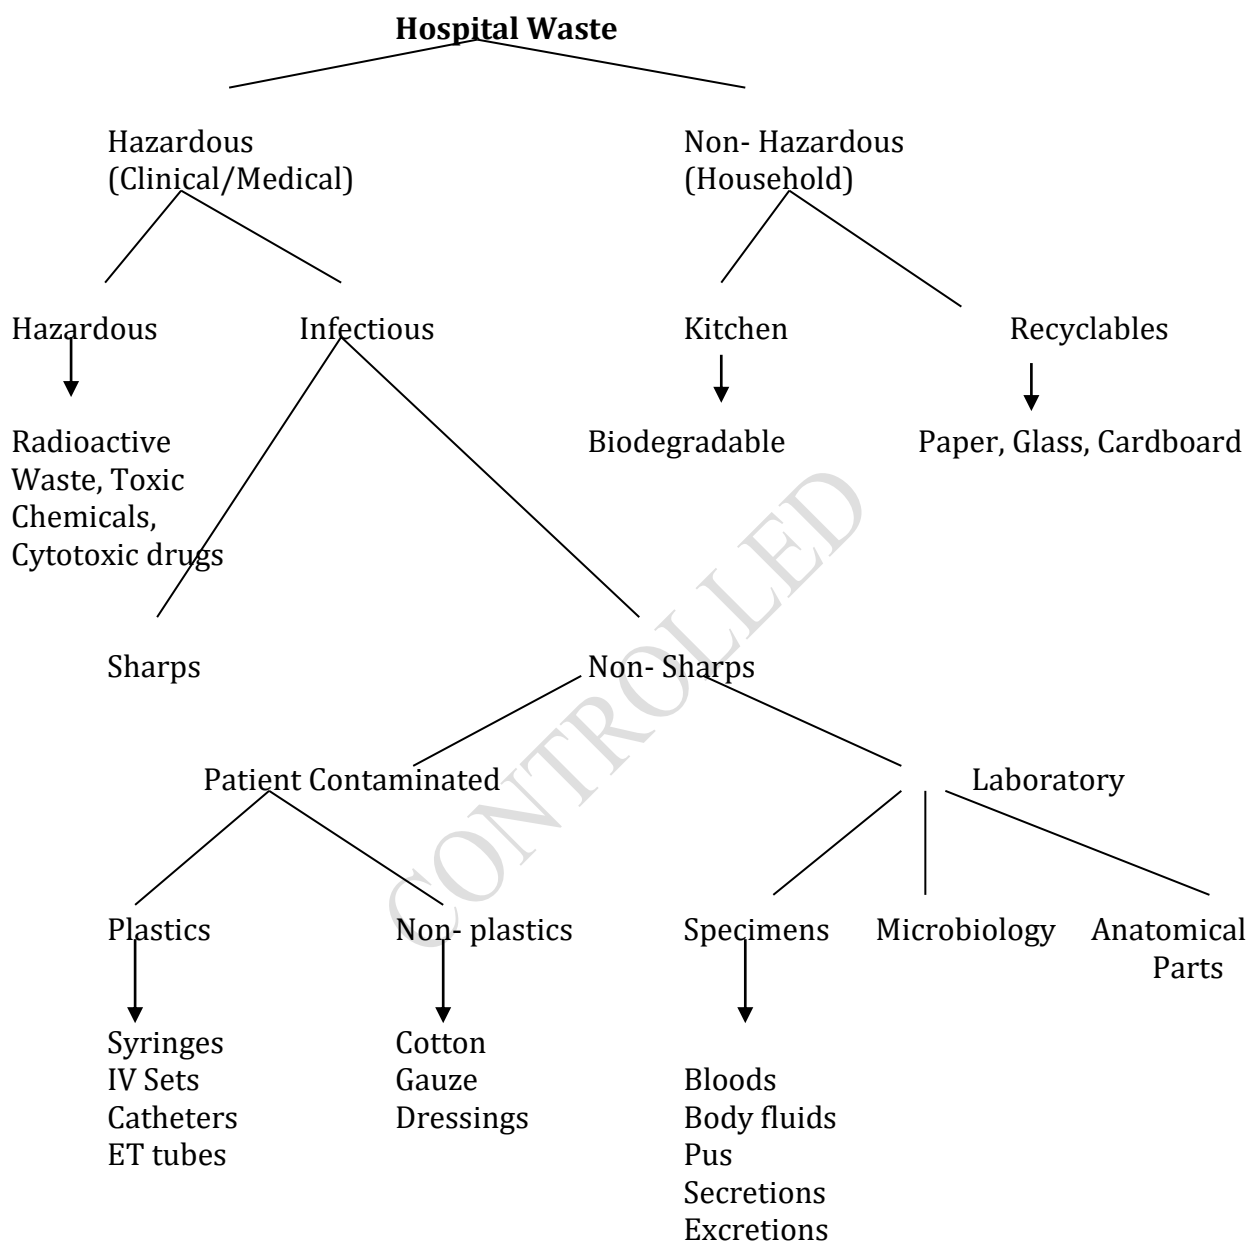 Hospital Waste
Hazardous
(Clinical/Medical)
Non- Hazardous
(Household)
Hazardous
Infectious
Kitchen
Recyclables
Radioactive
Waste, Toxic
Chemicals,
Cytotoxic drugs
Biodegradable
Paper, Glass, Cardboard
Sharps
Non- Sharps
Patient Contaminated
Laboratory
Plastics
Non- plastics
Specimens
Microbiology
Anatomical
Parts
Syringes
IV Sets
Catheters
ET tubes
Cotton
Gauze
Dressings
Bloods
Body fluids
Pus
Secretions
Excretions
CONTROLLED